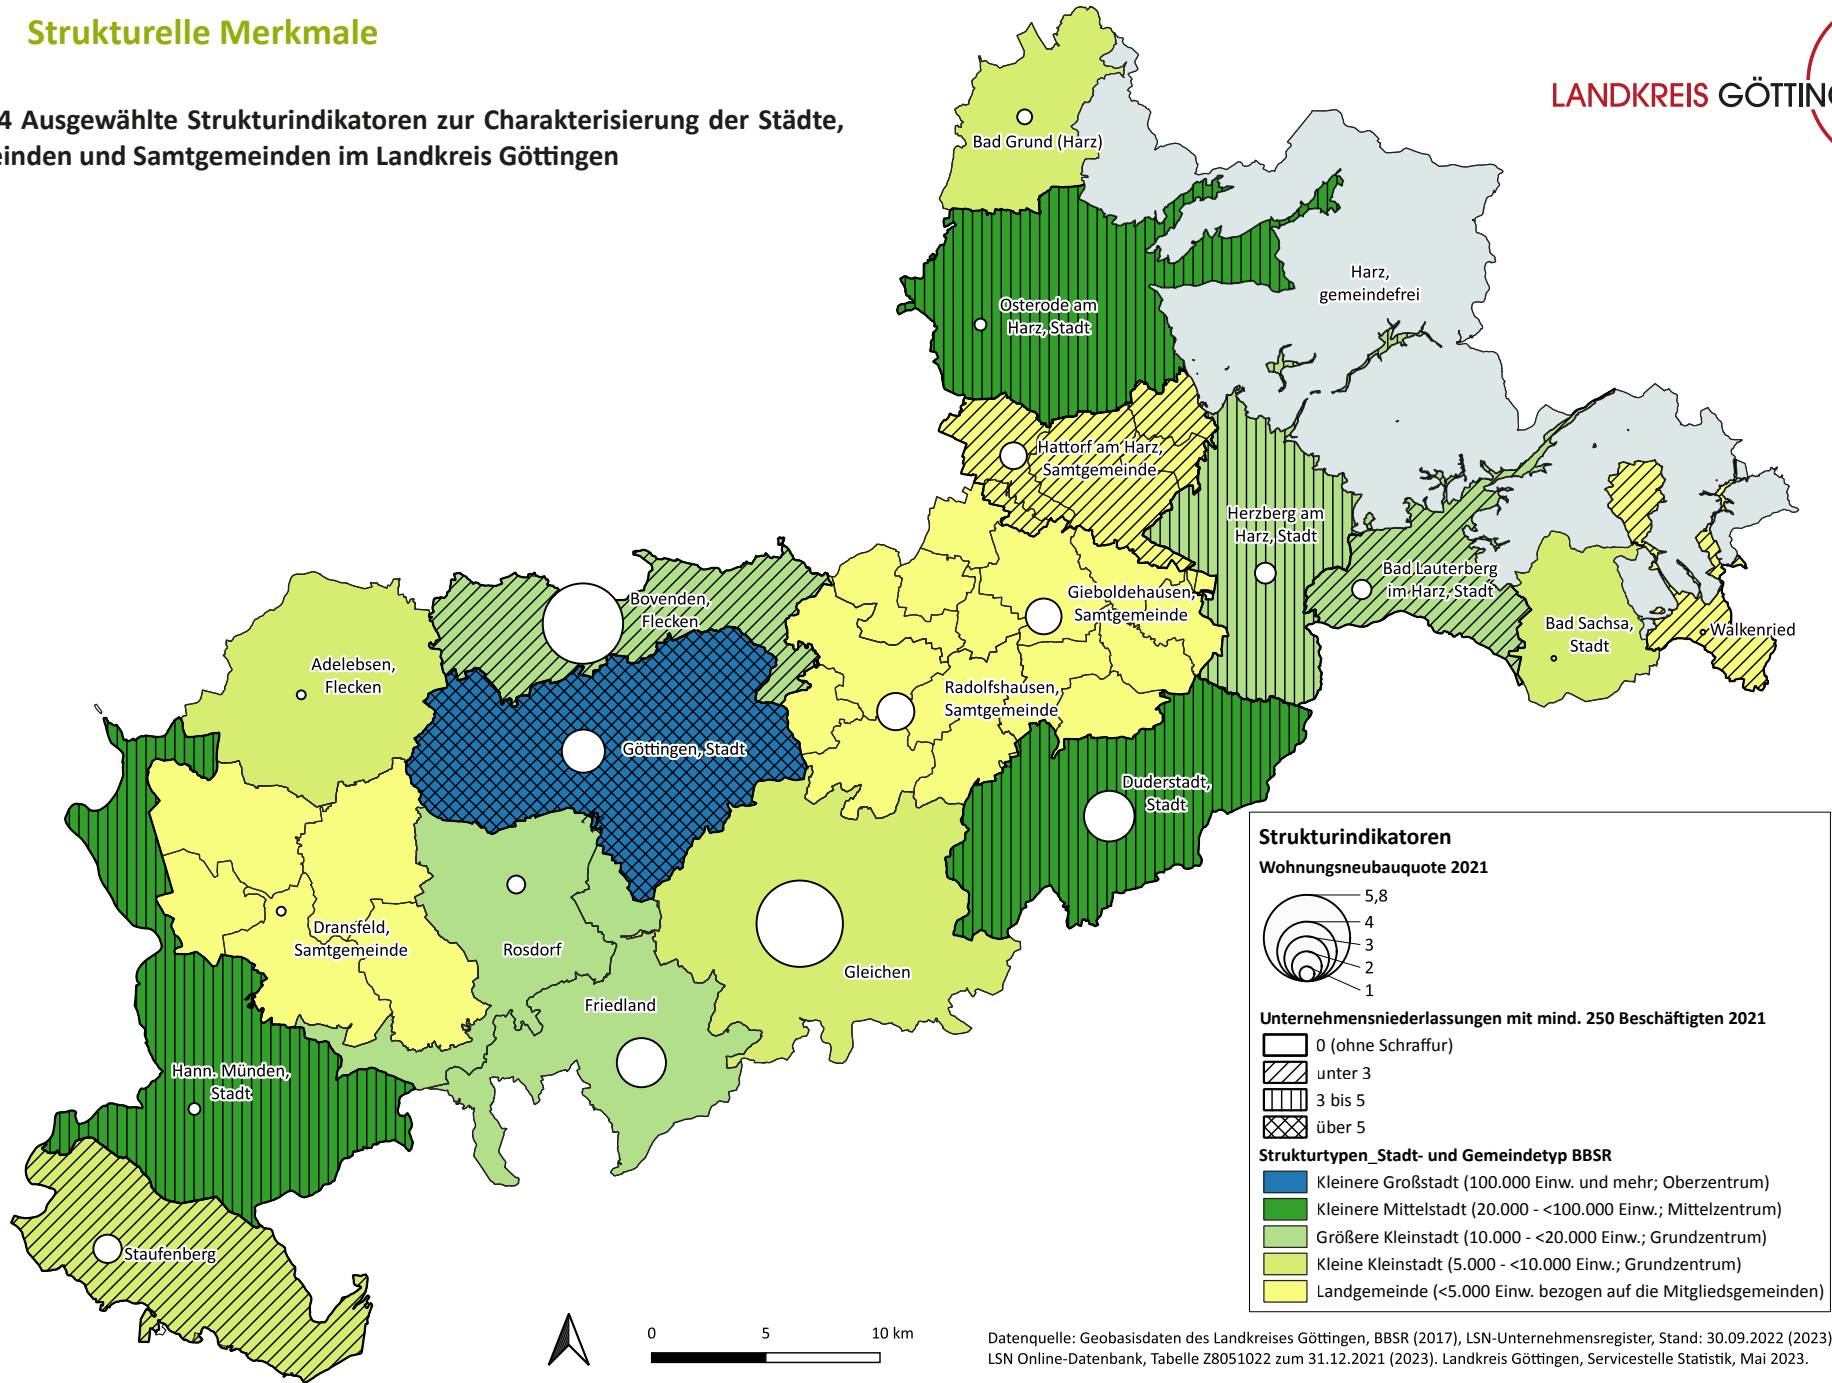 Strukturelle Merkmale
4 Ausgewählte Strukturindikatoren zur Charakterisierung der Städte,
einden und Samtgemeinden im Landkreis Göttingen
LANDKREIS GÖTTIN
Bad Grund (Harz)
Harz,
gemeindefrei
Osterode am
Harz, Stadt
Hattorf am Harz,
Samtgemeinde
Herzberg am
Harz, Stadt
Bad Lauterberg
im Harz, Stadt
Bad Sachsa,
Stadt
Walkenried
Gieboldehausen,
Samtgemeinde
Bovenden,
Flecken
Adelebsen,
Flecken
Radolfshausen,
Samtgemeinde
Göttingen, Stadt
Duderstadt,
Stadt
Dransfeld,
Samtgemeinde
Rosdorf
Gleichen
Friedland
Hann. Münden,
Stadt
Staufenberg
Strukturindikatoren
Wohnungsneubauquote 2021
5,8
4
3
2
1
Unternehmensniederlassungen mit mind. 250 Beschäftigten 2021
0 (ohne Schraffur)
unter 3
3 bis 5
über 5
Strukturtypen_Stadt- und Gemeindetyp BBSR
Kleinere Großstadt (100.000 Einw. und mehr; Oberzentrum)
Kleinere Mittelstadt (20.000 - <100.000 Einw.; Mittelzentrum)
Größere Kleinstadt (10.000 - <20.000 Einw.; Grundzentrum)
Kleine Kleinstadt (5.000 - <10.000 Einw.; Grundzentrum)
Landgemeinde (<5.000 Einw. bezogen auf die Mitgliedsgemeinden)
0 5 10 km
Datenquelle: Geobasisdaten des Landkreises Göttingen, BBSR (2017), LSN-Unternehmensregister, Stand: 30.09.2022 (2023)
LSN Online-Datenbank, Tabelle Z8051022 zum 31.12.2021 (2023). Landkreis Göttingen, Servicestelle Statistik, Mai 2023.